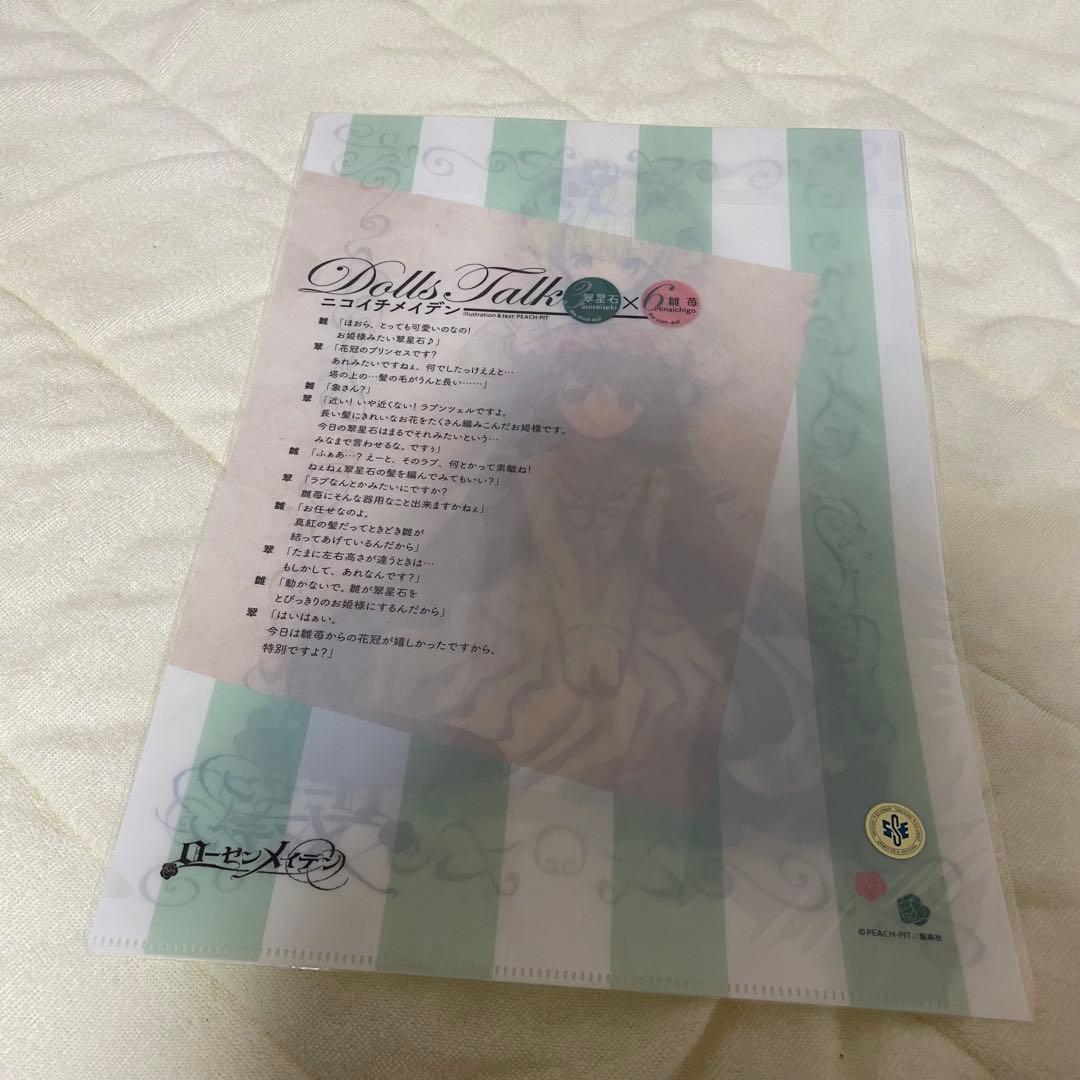 Dolls Talk
ニコイチメイデン
illustration & text: PEACH-PIT
3 翠星石 Suiseiseki the third doll
×
6 雛苺 Hinaichigo the sixth doll
雛「ほおら、とっても可愛いのなの!
お姫様みたい翠星石♪」
翠「花冠のプリンセスです?
あれみたいですねぇ、何でしたっけええと…
塔の上の…髪の毛がうんと長い……」
雛「象さん?」
翠「近い!いや近くない!ラプンツェルですよ。
長い髪にきれいなお花をたくさん編みこんだお姫様です。
今日の翠星石はまるでそれみたいという…
みなまで言わせるな。ですぅ」
雛「ふぁあ…?えーと、そのラプ、何とかって素敵ね!
ねぇねぇ翠星石の髪を編んでみてもいい?」
翠「ラプなんとかみたいにですか?
雛苺にそんな器用なこと出来ますかねぇ」
雛「お任せなのよ。
真紅の髪だってときどき雛が
結ってあげているんだから」
翠「たまに左右高さが違うときは…
もしかして、あれなんです?」
雛「動かないで。雛が翠星石を
とびっきりのお姫様にするんだから」
翠「はいはぁい。
今日は雛苺からの花冠が嬉しかったですから、
特別ですよ?」
ローゼンメイデン
©PEACH-PIT/集英社